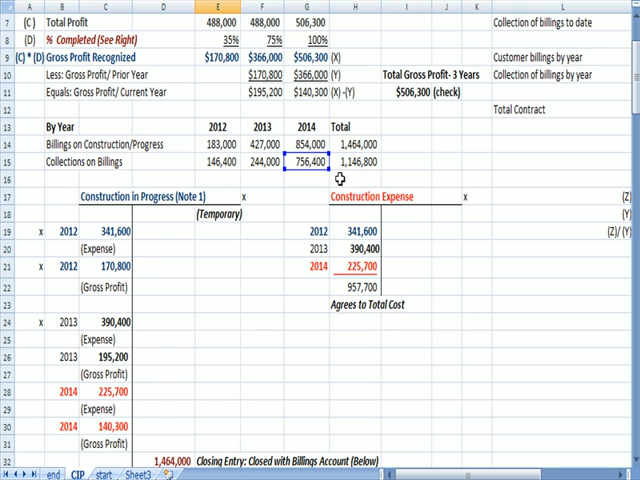 A B C D E F G H I J K L
7 (C) Total Profit 488,000 488,000 506,300 Collection of billings to date
8 (D) % Completed (See Right) 35% 75% 100%
9 (C) * (D) Gross Profit Recognized $170,800 $366,000 $506,300 (X) Customer billings by year
10 Less: Gross Profit/ Prior Year $170,800 $366,000 (Y) Total Gross Profit- 3 Years Collection of billings by year
11 Equals: Gross Profit/ Current Year $195,200 $140,300 (X) -(Y) $506,300 (check)
12 Total Contract
13 By Year 2012 2013 2014 Total
14 Billings on Construction/Progress 183,000 427,000 854,000 1,464,000
15 Collections on Billings 146,400 244,000 756,400 1,146,800
16
17 Construction in Progress (Note 1) x Construction Expense x (Z)
18 (Temporary) (Y)
19 x 2012 341,600 2012 341,600 (Z)/ (Y)
20 (Expense) 2013 390,400
21 x 2012 170,800 2014 225,700
22 (Gross Profit) 957,700
23 Agrees to Total Cost
24 x 2013 390,400
25 (Expense)
26 2013 195,200
27 (Gross Profit)
28 2014 225,700
29 (Expense)
30 2014 140,300
31 (Gross Profit)
32 1,464,000 Closing Entry: Closed with Billings Account (Below)
end CIP start Sheet3